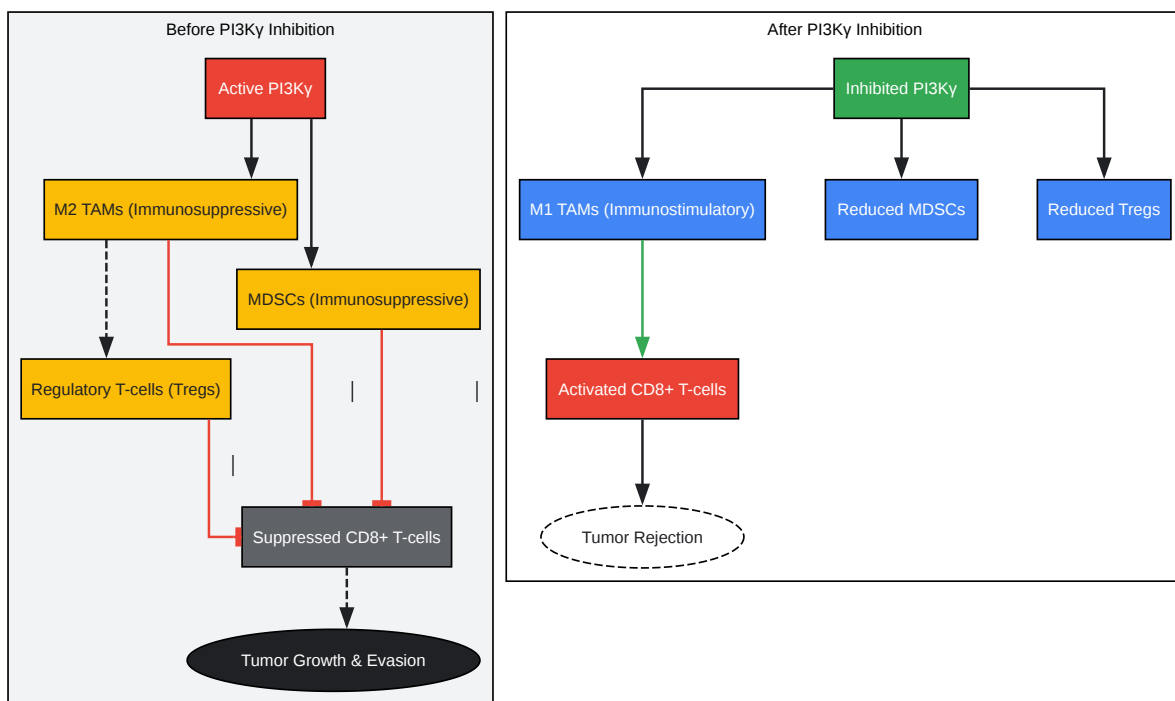 Before PI3Kγ Inhibition
Active PI3Kγ
M2 TAMs (Immunosuppressive)
MDSCs (Immunosuppressive)
Regulatory T-cells (Tregs)
|
|
|
Suppressed CD8+ T-cells
Tumor Growth & Evasion
After PI3Kγ Inhibition
Inhibited PI3Kγ
M1 TAMs (Immunostimulatory)
Reduced MDSCs
Reduced Tregs
Activated CD8+ T-cells
Tumor Rejection